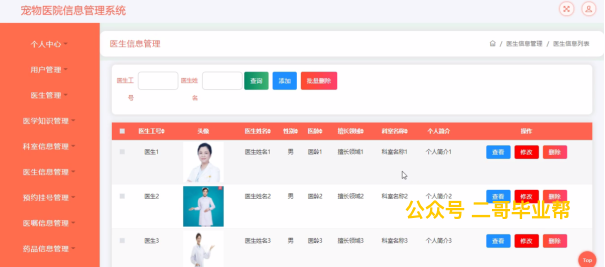 宠物医院信息管理系统
个人中心
用户管理
医生管理
医学知识管理
科室信息管理
医生信息管理
预约挂号管理
医嘱信息管理
药品信息管理
医生信息管理
/ 医生信息管理 / 医生信息列表
医生工号 医生姓名 查询 添加 批量删除
医生工号 头像 医生姓名 性别 医龄 擅长领域 科室名称 个人简介 操作
医生1 医生姓名1 男 医龄1 擅长领域1 科室名称1 个人简介1 查看 修改 删除
医生2 医生姓名2 男 医龄2 擅长领域2 科室名称2 个人简介2 查看 修改 删除
公众号 二哥毕业帮
医生3 医生姓名3 男 医龄3 擅长领域3 科室名称3 个人简介3 查看 修改 删除
Top